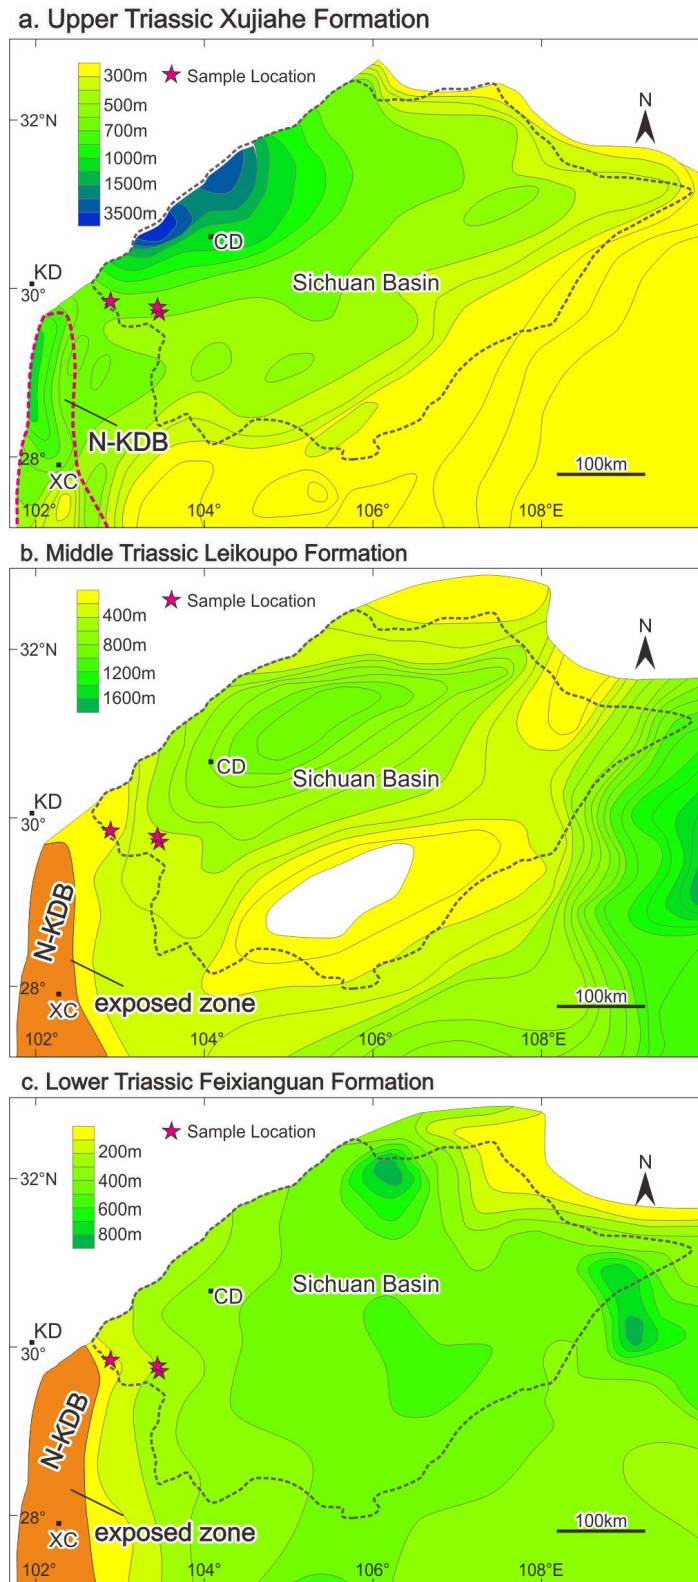 a. Upper Triassic Xujiahe Formation
300m
Sample Location
32°N
500m
N
700m
1000m
1500m
3500m
CD
KD
Sichuan Basin
30°
N-KDB
28°
XC
100km
102°
104°
106°
108°E
b. Middle Triassic Leikoupo Formation
Sample Location
400m
32°N
800m
N
1200m
1600m
CD
Sichuan Basin
KD
30°
N-KDB
28°
exposed zone
XC
100km
102°
104°
106°
108°E
c. Lower Triassic Feixianguan Formation
Sample Location
200m
32°N
400m
N
600m
800m
Sichuan Basin
CD
KD
30°
N-KDB
28°
exposed zone
XC
100km
102°
104°
106°
108°E